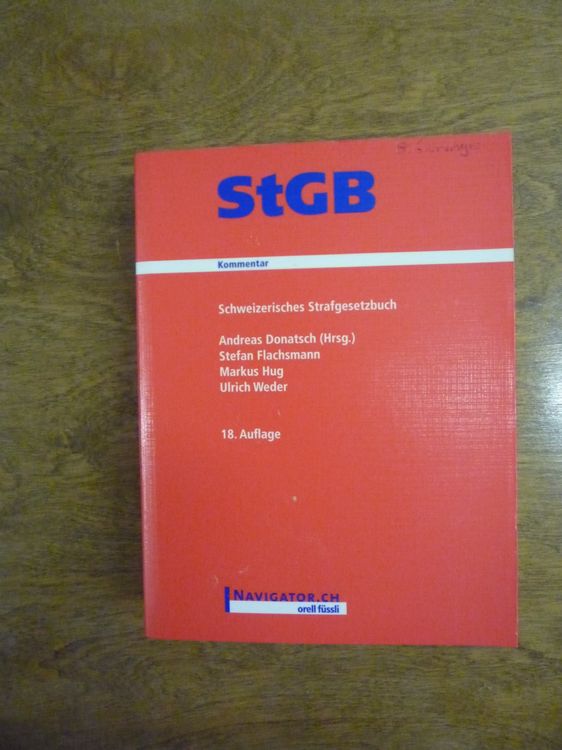 StGB
Kommentar
Schweizerisches Strafgesetzbuch
Andreas Donatsch (Hrsg.)
Stefan Flachsmann
Markus Hug
Ulrich Weder
18. Auflage
NAVIGATOR.CH
orell füssli